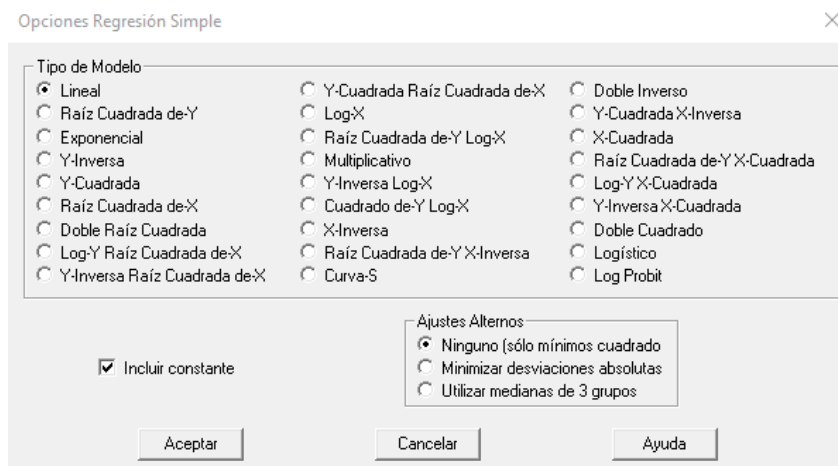 Opciones Regresión Simple
Tipo de Modelo
Lineal
Raíz Cuadrada de-Y
Exponencial
Y-Inversa
Y-Cuadrada
Raíz Cuadrada de-X
Doble Raíz Cuadrada
Log-Y Raíz Cuadrada de-X
Y-Inversa Raíz Cuadrada de-X
Y-Cuadrada Raíz Cuadrada de-X
Log-X
Raíz Cuadrada de-Y Log-X
Multiplicativo
Y-Inversa Log-X
Cuadrado de-Y Log-X
X-Inversa
Raíz Cuadrada de-Y X-Inversa
Curva-S
Doble Inverso
Y-Cuadrada X-Inversa
X-Cuadrada
Raíz Cuadrada de-Y X-Cuadrada
Log-Y X-Cuadrada
Y-Inversa X-Cuadrada
Doble Cuadrado
Logístico
Log Probit
Incluir constante
Ajustes Alternos
Ninguno (sólo mínimos cuadrado
Minimizar desviaciones absolutas
Utilizar medianas de 3 grupos
Aceptar
Cancelar
Ayuda